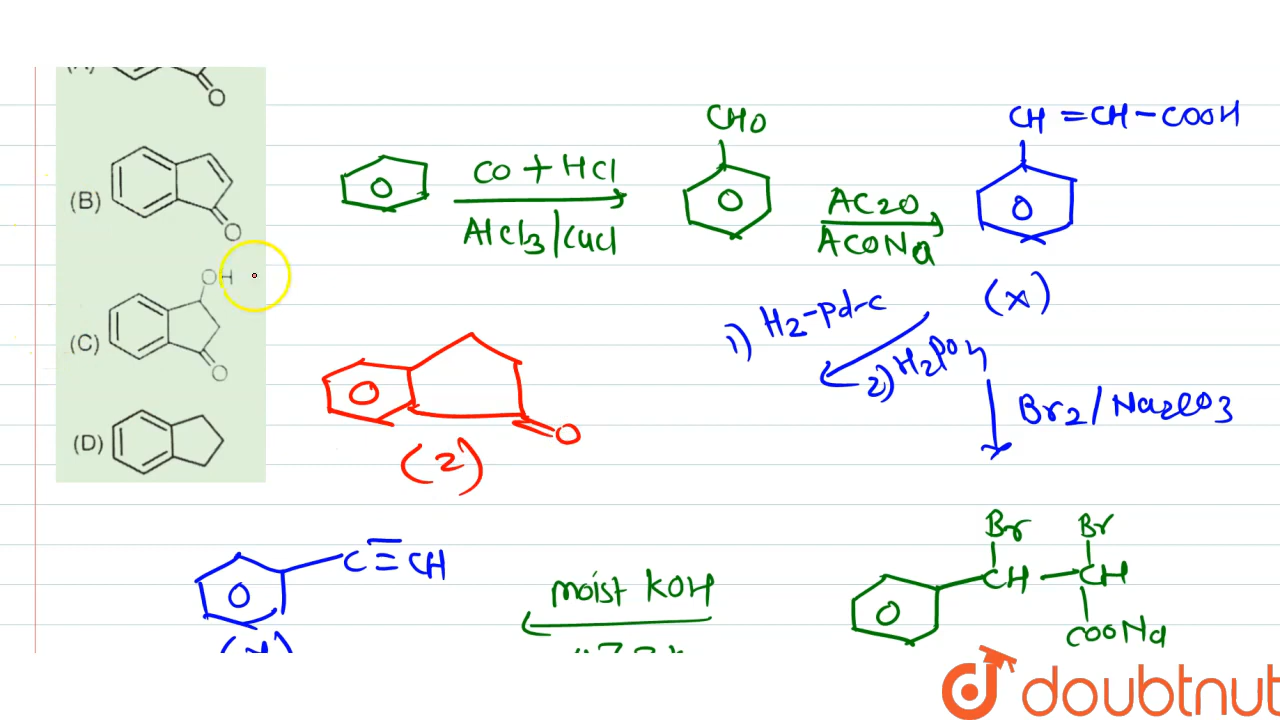 O
(B)
O
OH
(C)
O
(D)
CO + HCl
AlCl3/CuCl
CHO
AC2O
ACONa
CH = CH - COOH
(x)
1) H2-pd-c
2) H3PO4
Br2/Na2CO3
O
(z)
C≡CH
moist KOH
Br Br
CH - CH
COONa
doubtnut